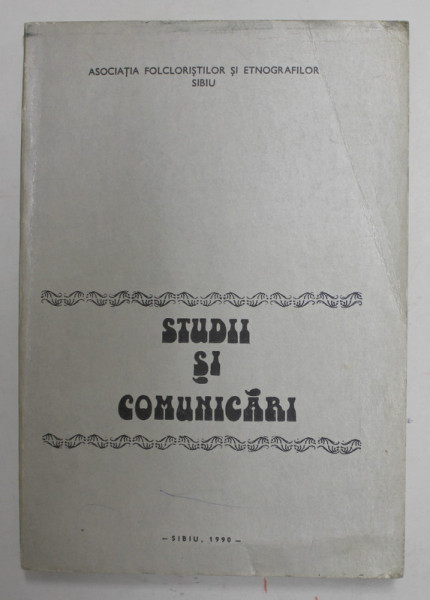 ASOCIAȚIA FOLCLORIȘTILOR ȘI ETNOGRAFILOR
SIBIU
STUDII
ȘI
COMUNICĂRI
– SIBIU, 1990 –